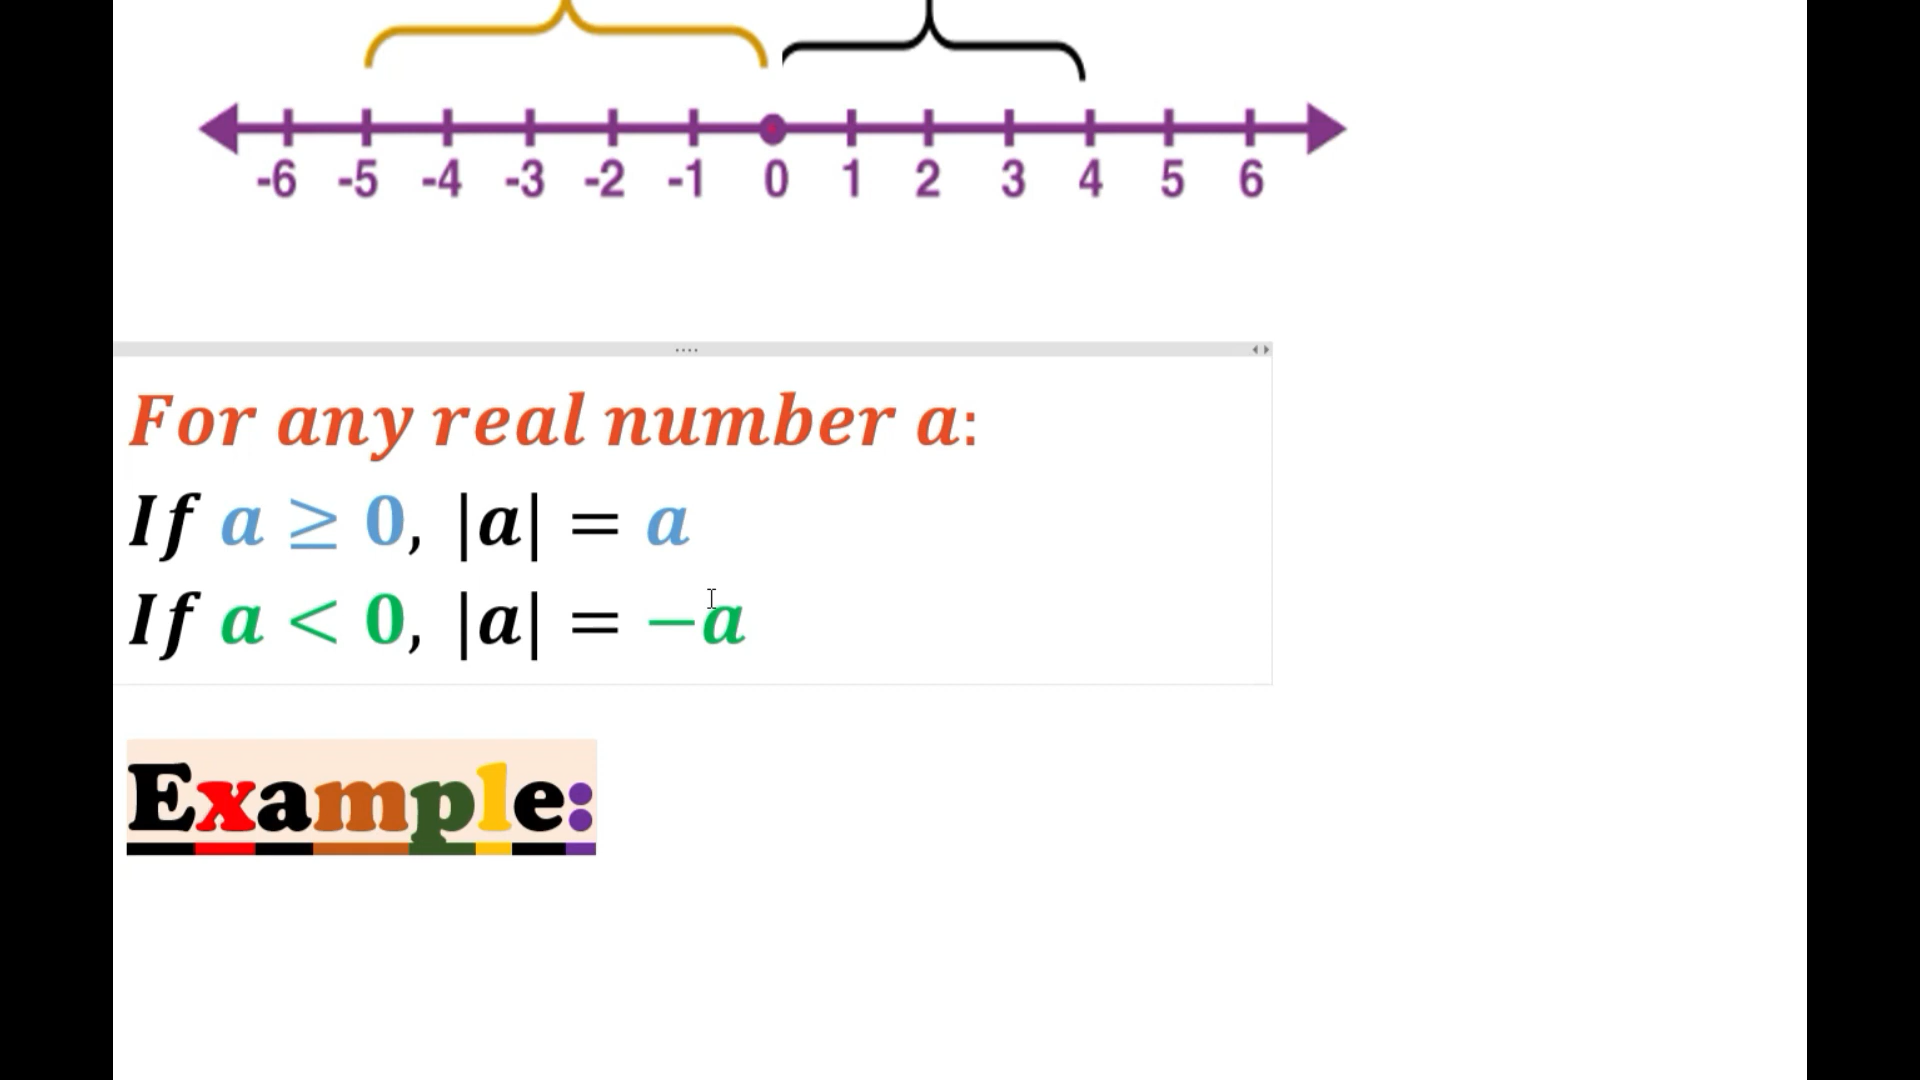 -6 -5 -4 -3 -2 -1 0 1 2 3 4 5 6
For any real number a:
If a ≥ 0, |a| = a
If a < 0, |a| = −a
Example: